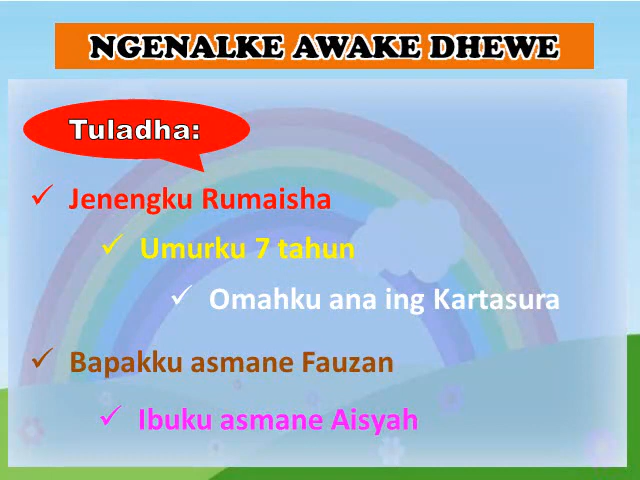 NGENALKE AWAKE DHEWE
Tuladha:
Jenengku Rumaisha
Umurku 7 tahun
Omahku ana ing Kartasura
Bapakku asmane Fauzan
Ibuku asmane Aisyah